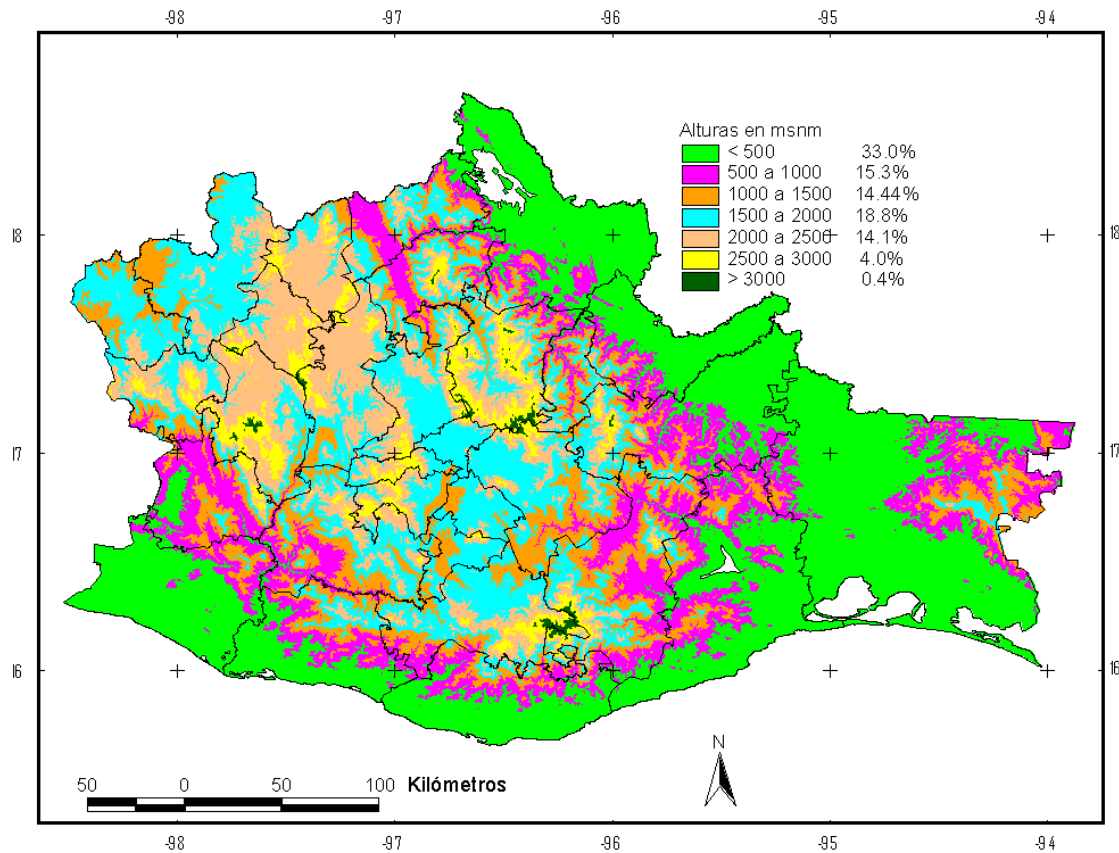 -98 -97 -96 -95 -94
Alturas en msnm
< 500 33.0%
500 a 1000 15.3%
1000 a 1500 14.44%
1500 a 2000 18.8%
2000 a 2500 14.1%
2500 a 3000 4.0%
> 3000 0.4%
18 18
17 17
16 16
N
50 0 50 100 Kilómetros
-98 -97 -96 -95 -94